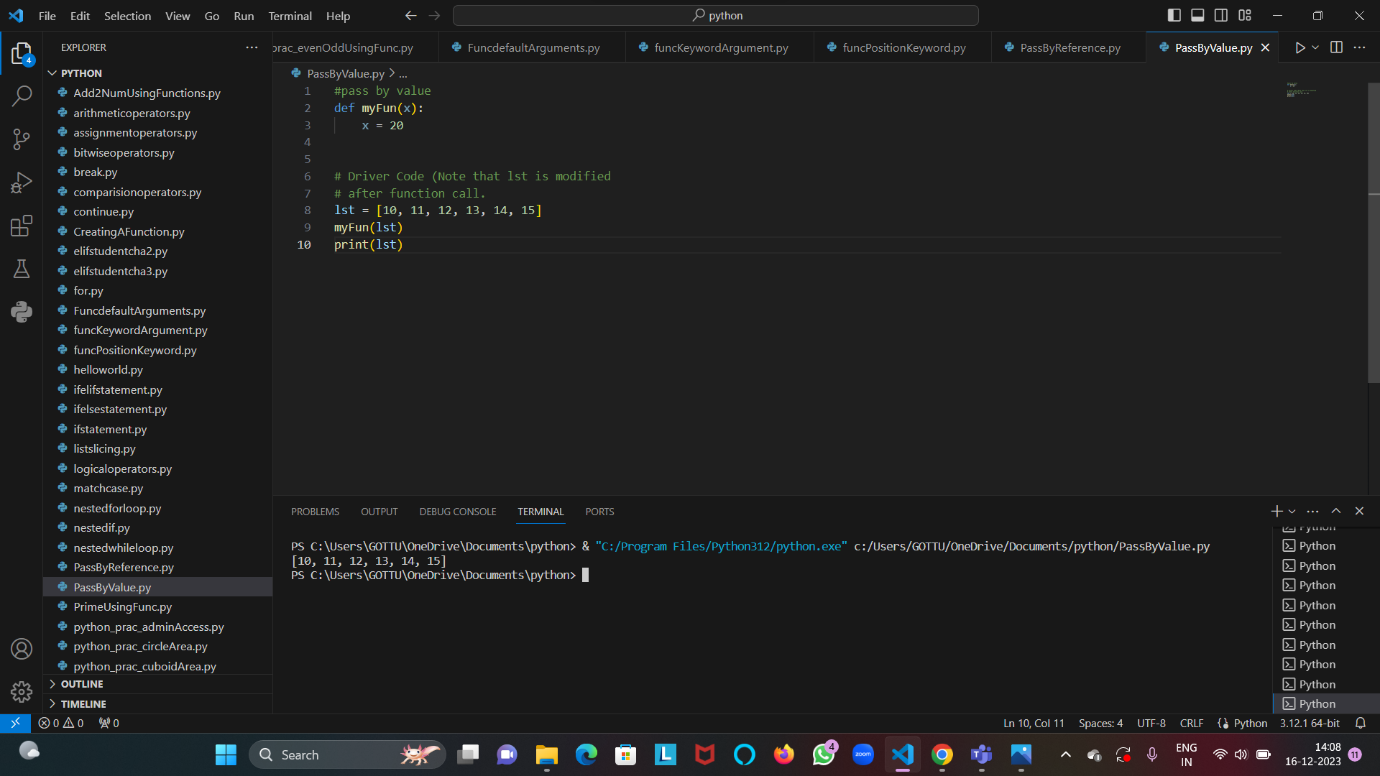 File Edit Selection View Go Run Terminal Help
python
EXPLORER
prac_evenOddUsingFunc.py FuncdefaultArguments.py funcKeywordArgument.py funcPositionKeyword.py PassByReference.py PassByValue.py
PYTHON
Add2NumUsingFunctions.py
arithmeticoperators.py
assignmentoperators.py
bitwiseoperators.py
break.py
comparisionoperators.py
continue.py
CreatingAFunction.py
elifstudentcha2.py
elifstudentcha3.py
for.py
FuncdefaultArguments.py
funcKeywordArgument.py
funcPositionKeyword.py
helloworld.py
ifelifstatement.py
ifelsestatement.py
ifstatement.py
listslicing.py
logicaloperators.py
matchcase.py
nestedforloop.py
nestedif.py
nestedwhileloop.py
PassByReference.py
PassByValue.py
PrimeUsingFunc.py
python_prac_adminAccess.py
python_prac_circleArea.py
python_prac_cuboidArea.py
OUTLINE
TIMELINE
4
PassByValue.py > ...
1 #pass by value
2 def myFun(x):
3 x = 20
4
5
6 # Driver Code (Note that lst is modified
7 # after function call.
8 lst = [10, 11, 12, 13, 14, 15]
9 myFun(lst)
10 print(lst)
PROBLEMS OUTPUT DEBUG CONSOLE TERMINAL PORTS
PS C:\Users\GOTTU\OneDrive\Documents\python> & "C:/Program Files/Python312/python.exe" c:/Users/GOTTU/OneDrive/Documents/python/PassByValue.py
[10, 11, 12, 13, 14, 15]
PS C:\Users\GOTTU\OneDrive\Documents\python>
Python
Python
Python
Python
Python
Python
Python
Python
Python
Python
0 0 0
Ln 10, Col 11 Spaces: 4 UTF-8 CRLF Python 3.12.1 64-bit
Search
L
zoom
4
ENG
IN
14:08
16-12-2023
11